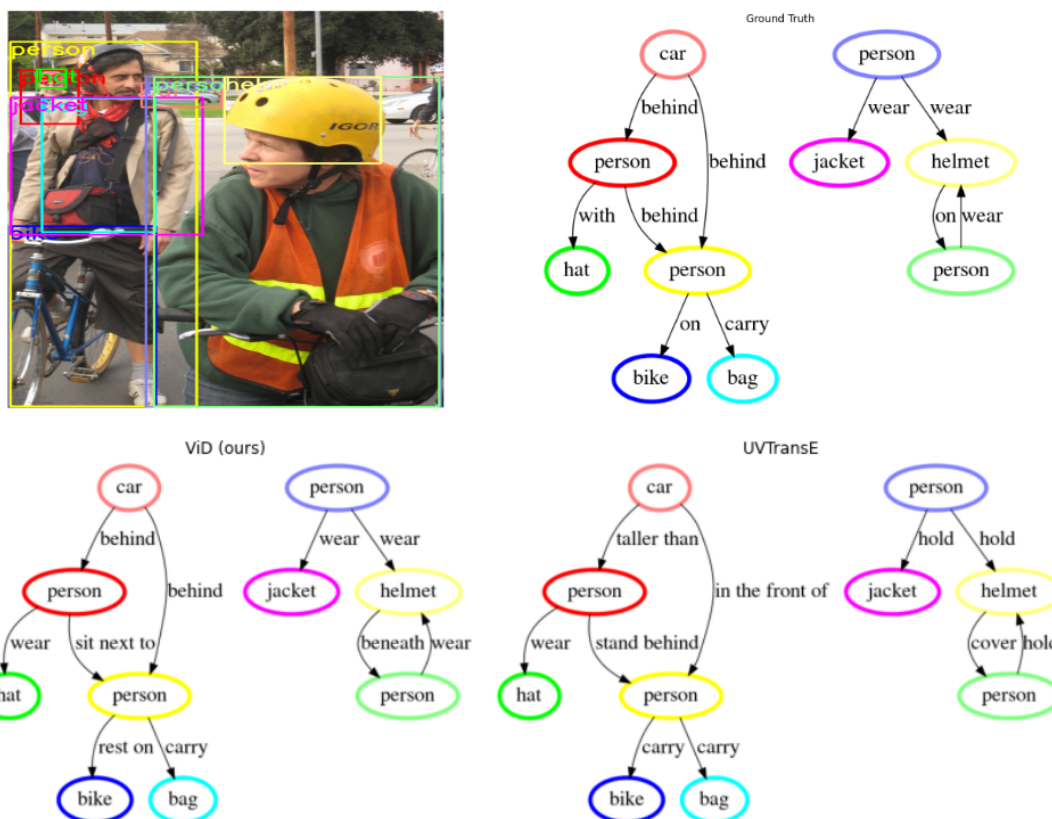 person
jacket
bike
IGOR
Ground Truth
car
person
behind
wear
wear
person
behind
jacket
helmet
with
behind
on
wear
hat
person
person
on
carry
bike
bag
ViD (ours)
car
person
behind
wear
wear
person
behind
jacket
helmet
wear
sit next to
beneath
wear
hat
person
person
rest on
carry
bike
bag
UVTransE
car
person
taller than
hold
hold
person
in the front of
jacket
helmet
wear
stand behind
cover
hold
hat
person
person
carry
carry
bike
bag